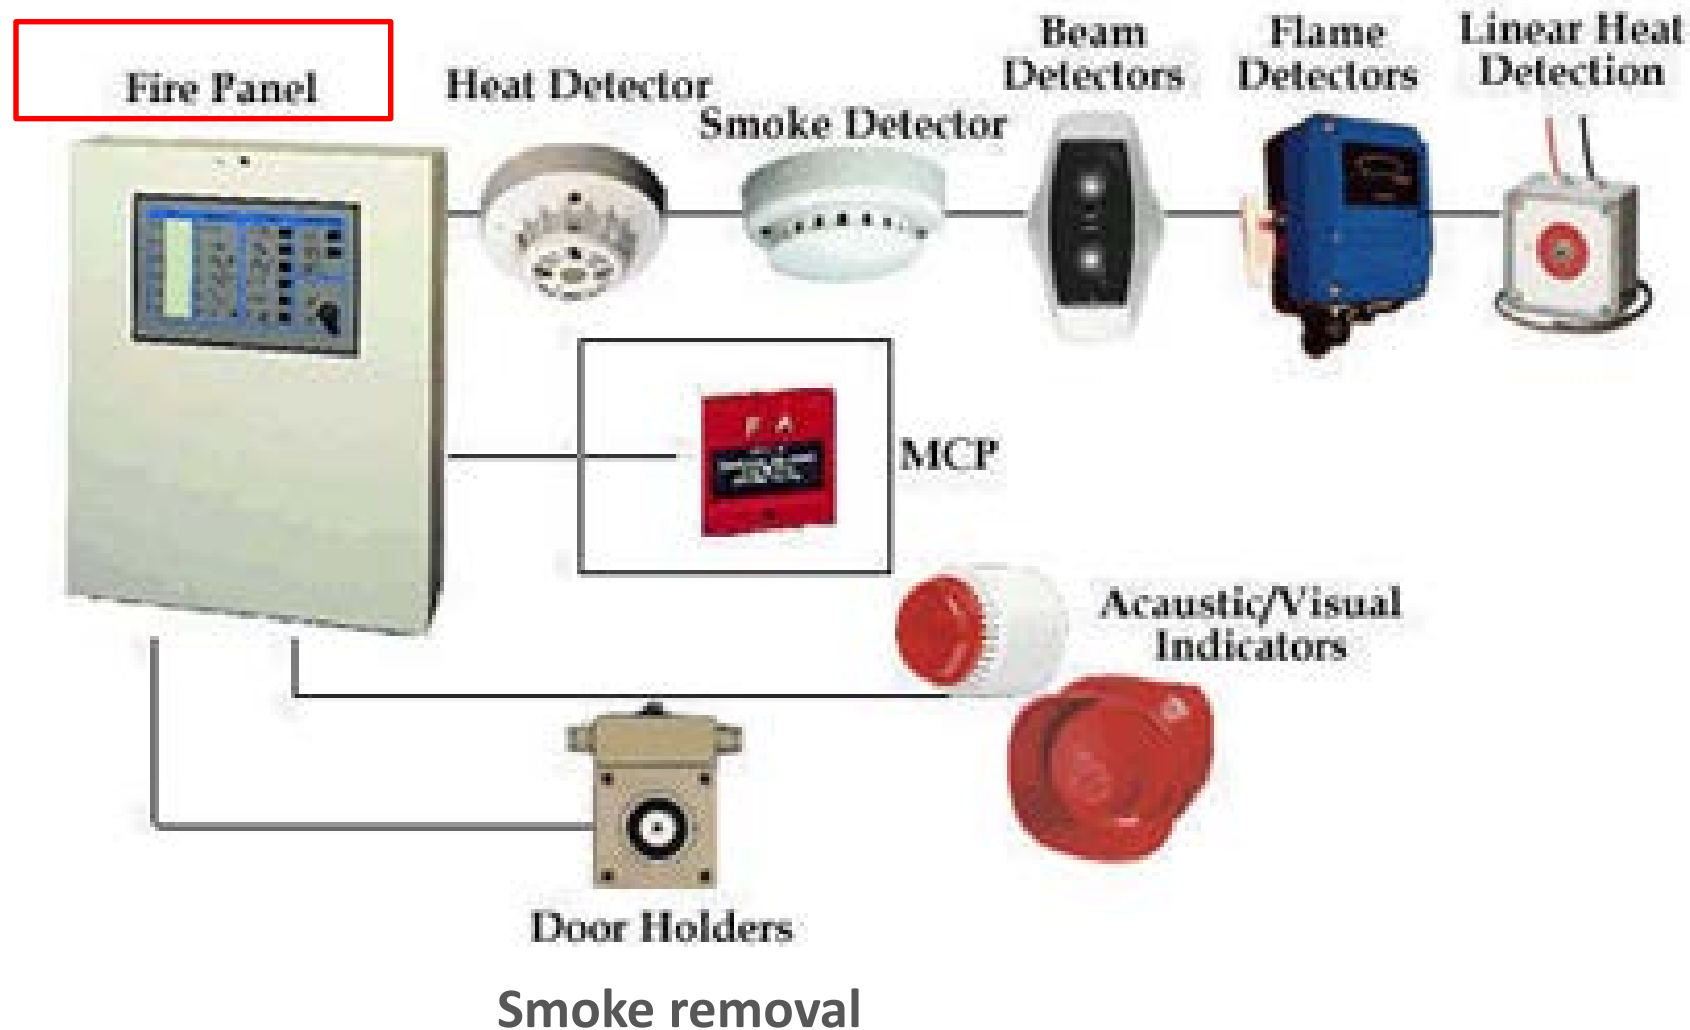 Fire Panel
Heat Detector
Smoke Detector
Beam
Detectors
Flame
Detectors
Linear Heat
Detection
F A
MCP
Acaustic/Visual
Indicators
Door Holders
Smoke removal